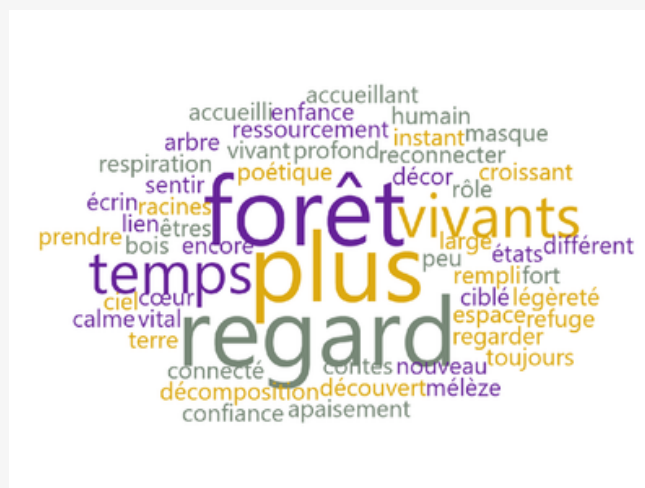 accueillant
accueilli enfance humain
ressourcement instant masque
arbre vivant profond reconnecter
respiration poétique décor croissant
sentir forêt rôle
écrin racines vivants
lien êtres large
prendre bois encore plus peu états différent
temps rempli fort
ciel cœur ciblé légèreté
calme vital regard espace refuge
terre regarder
connecté contes nouveau toujours
décomposition découvert mélèze
confiance apaisement